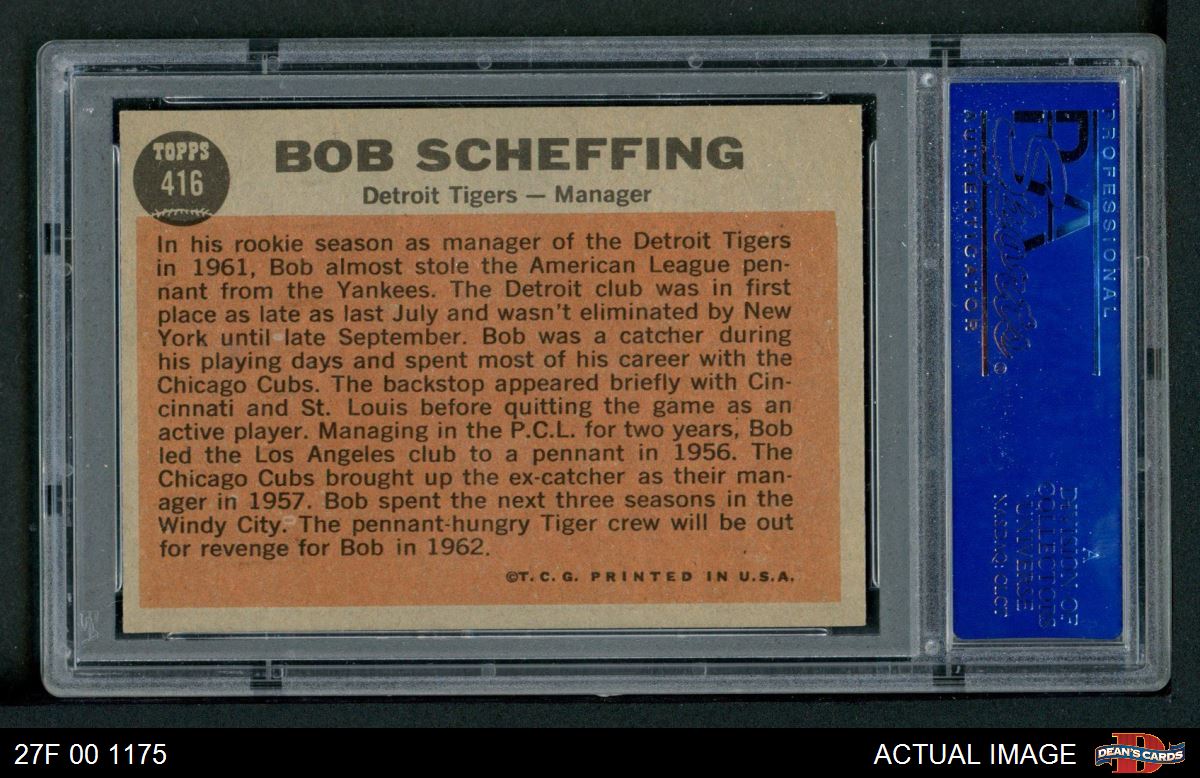 TOPPS
416
BOB SCHEFFING
Detroit Tigers — Manager
In his rookie season as manager of the Detroit Tigers
in 1961, Bob almost stole the American League pen-
nant from the Yankees. The Detroit club was in first
place as late as last July and wasn't eliminated by New
York until late September. Bob was a catcher during
his playing days and spent most of his career with the
Chicago Cubs. The backstop appeared briefly with Cin-
cinnati and St. Louis before quitting the game as an
active player. Managing in the P.C.L. for two years, Bob
led the Los Angeles club to a pennant in 1956. The
Chicago Cubs brought up the ex-catcher as their man-
ager in 1957. Bob spent the next three seasons in the
Windy City. The pennant-hungry Tiger crew will be out
for revenge for Bob in 1962.
©T.C.G. PRINTED IN U.S.A.
PROFESSIONAL
PSA
AUTHENTICATOR
DIVISION OF
COLLECTORS
UNIVERSE
NASDAQ: CLCT
27F 00 1175
ACTUAL IMAGE
DEAN'S CARDS